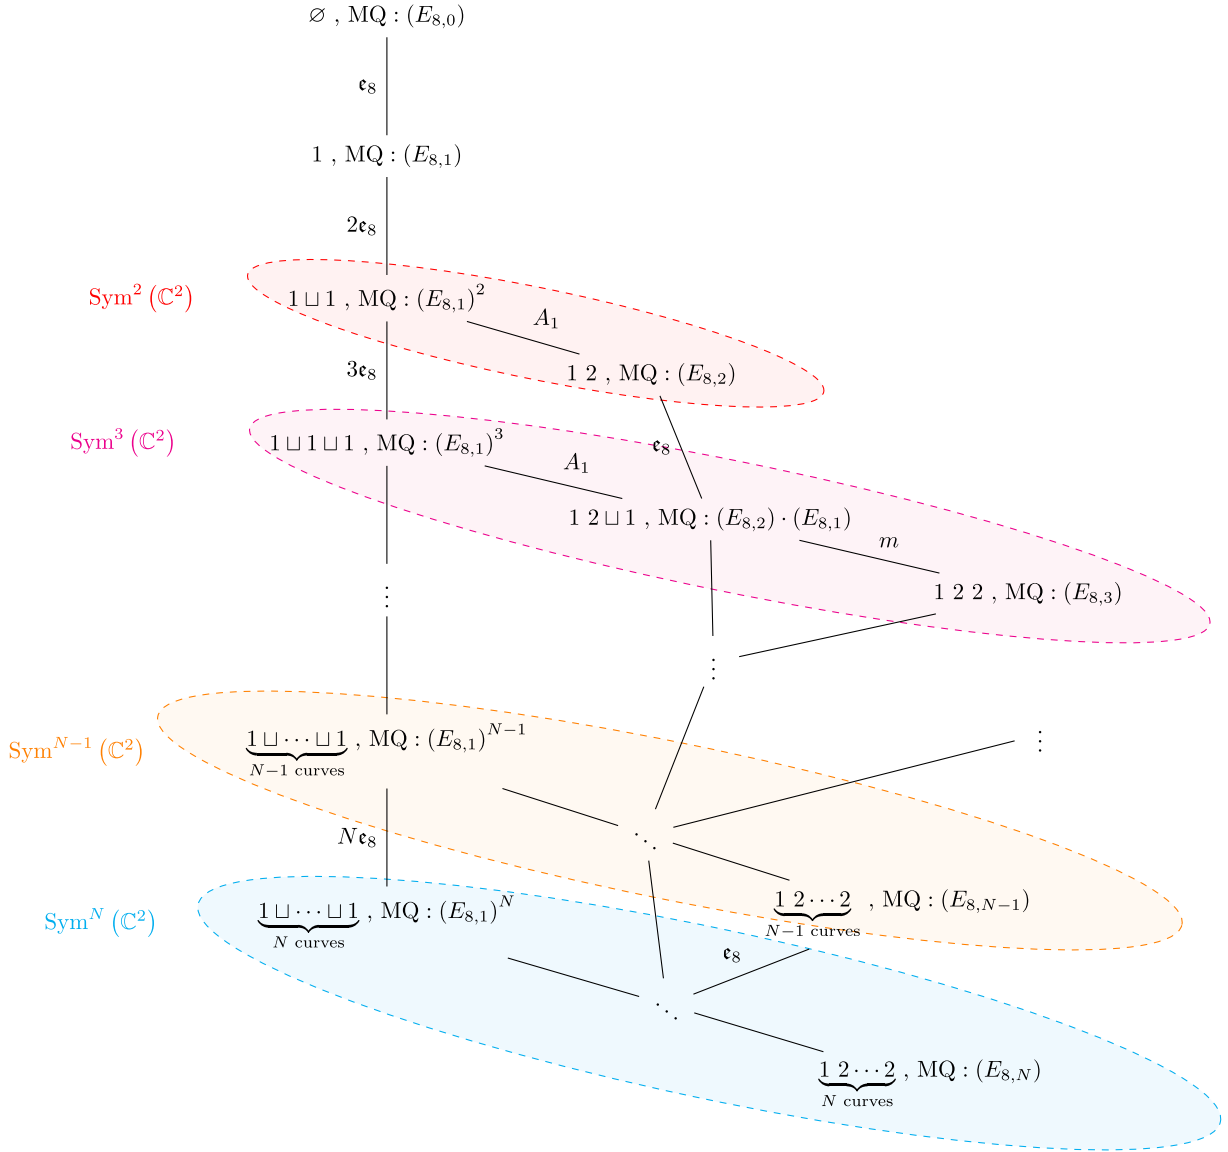 ∅ , MQ : (E_{8,0})
𝔢_8
1 , MQ : (E_{8,1})
2𝔢_8
Sym^2 (ℂ^2)
1 ⊔ 1 , MQ : (E_{8,1})^2
A_1
3𝔢_8
1 2 , MQ : (E_{8,2})
Sym^3 (ℂ^2)
1 ⊔ 1 ⊔ 1 , MQ : (E_{8,1})^3
𝔢_8
A_1
1 2 ⊔ 1 , MQ : (E_{8,2}) · (E_{8,1})
m
⋮
1 2 2 , MQ : (E_{8,3})
⋮
Sym^{N−1} (ℂ^2)
1 ⊔ ⋯ ⊔ 1 , MQ : (E_{8,1})^{N−1}
N−1 curves
⋮
N𝔢_8
⋱
1 2 ⋯ 2 , MQ : (E_{8,N−1})
N−1 curves
Sym^N (ℂ^2)
1 ⊔ ⋯ ⊔ 1 , MQ : (E_{8,1})^N
N curves
𝔢_8
⋱
1 2 ⋯ 2 , MQ : (E_{8,N})
N curves